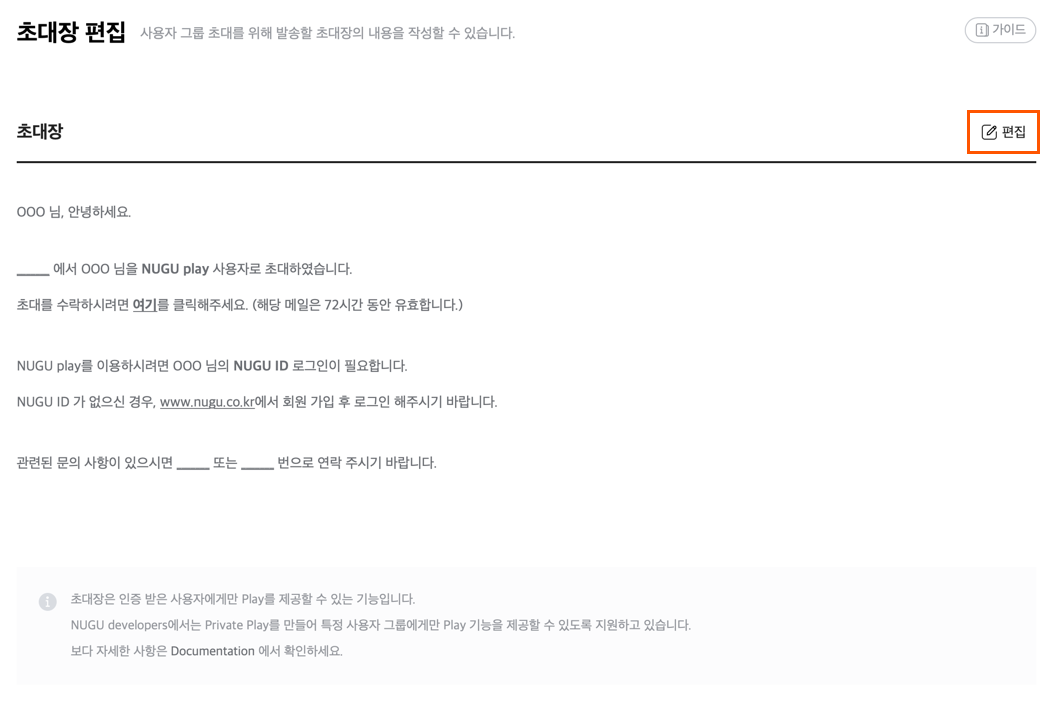 초대장 편집 사용자 그룹 초대를 위해 발송할 초대장의 내용을 작성할 수 있습니다.
가이드
초대장
편집
OOO 님, 안녕하세요.
_____ 에서 OOO 님을 NUGU play 사용자로 초대하였습니다.
초대를 수락하시려면 여기를 클릭해주세요. (해당 메일은 72시간 동안 유효합니다.)
NUGU play를 이용하시려면 OOO 님의 NUGU ID 로그인이 필요합니다.
NUGU ID 가 없으신 경우, www.nugu.co.kr에서 회원 가입 후 로그인 해주시기 바랍니다.
관련된 문의 사항이 있으시면 _____ 또는 _____ 번으로 연락 주시기 바랍니다.
초대장은 인증 받은 사용자에게만 Play를 제공할 수 있는 기능입니다.
NUGU developers에서는 Private Play를 만들어 특정 사용자 그룹에게만 Play 기능을 제공할 수 있도록 지원하고 있습니다.
보다 자세한 사항은 Documentation 에서 확인하세요.